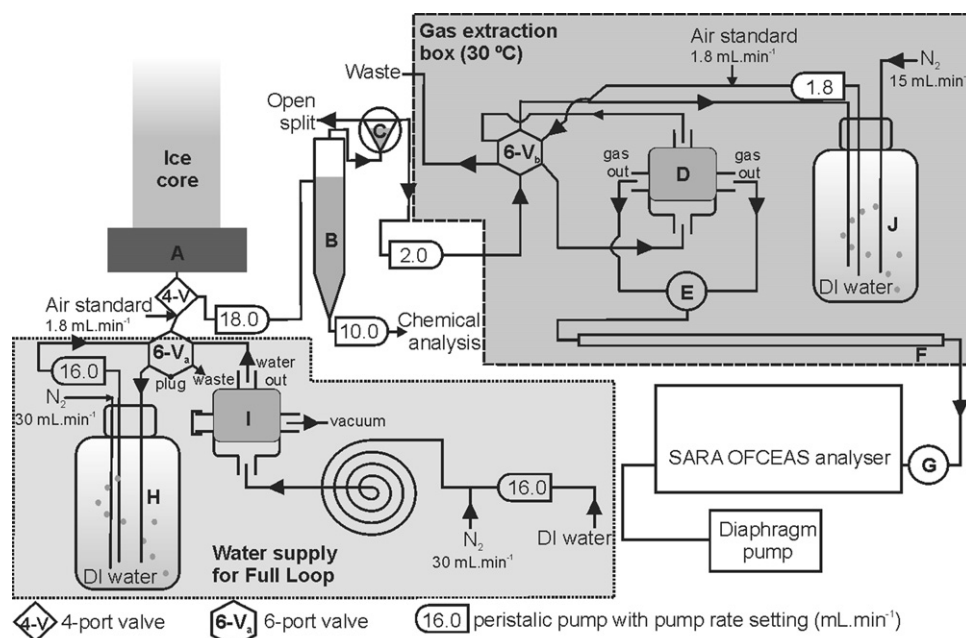 Gas extraction
box (30 ºC)
Air standard
1.8 mL.min⁻¹
1.8
N₂
15 mL.min⁻¹
Waste
Open
split
C
6-V_b
gas
out
D
gas
out
Ice
core
B
J
2.0
A
E
DI water
4-V
Air standard
1.8 mL.min⁻¹
18.0
10.0
Chemical
analysis
F
6-V_a
plug
waste
water
out
16.0
N₂
30 mL.min⁻¹
I
vacuum
SARA OFCEAS analyser
G
H
16.0
N₂
30 mL.min⁻¹
DI water
Diaphragm
pump
DI water
Water supply
for Full Loop
4-V 4-port valve
6-V_a 6-port valve
16.0 peristalic pump with pump rate setting (mL.min⁻¹)